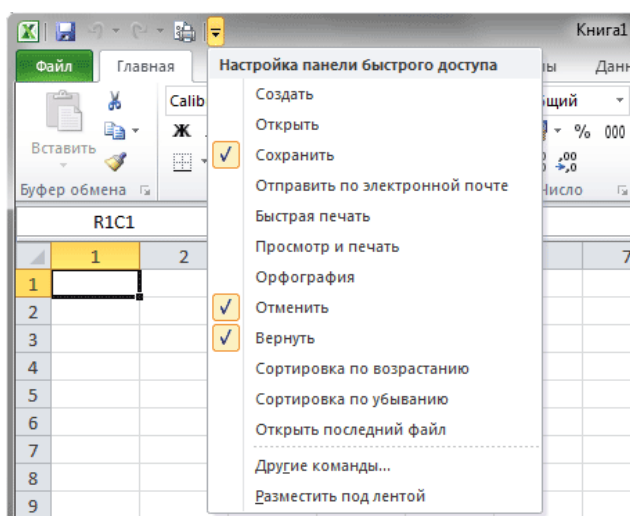 Книга1
Файл Главная Данн
Настройка панели быстрого доступа
Создать
Открыть
Сохранить
Отправить по электронной почте
Быстрая печать
Просмотр и печать
Орфография
Отменить
Вернуть
Сортировка по возрастанию
Сортировка по убыванию
Открыть последний файл
Другие команды...
Разместить под лентой
Calib
Ж
Вставить
Буфер обмена
% 000
Число
R1C1
1 2 7
1
2
3
4
5
6
7
8
9